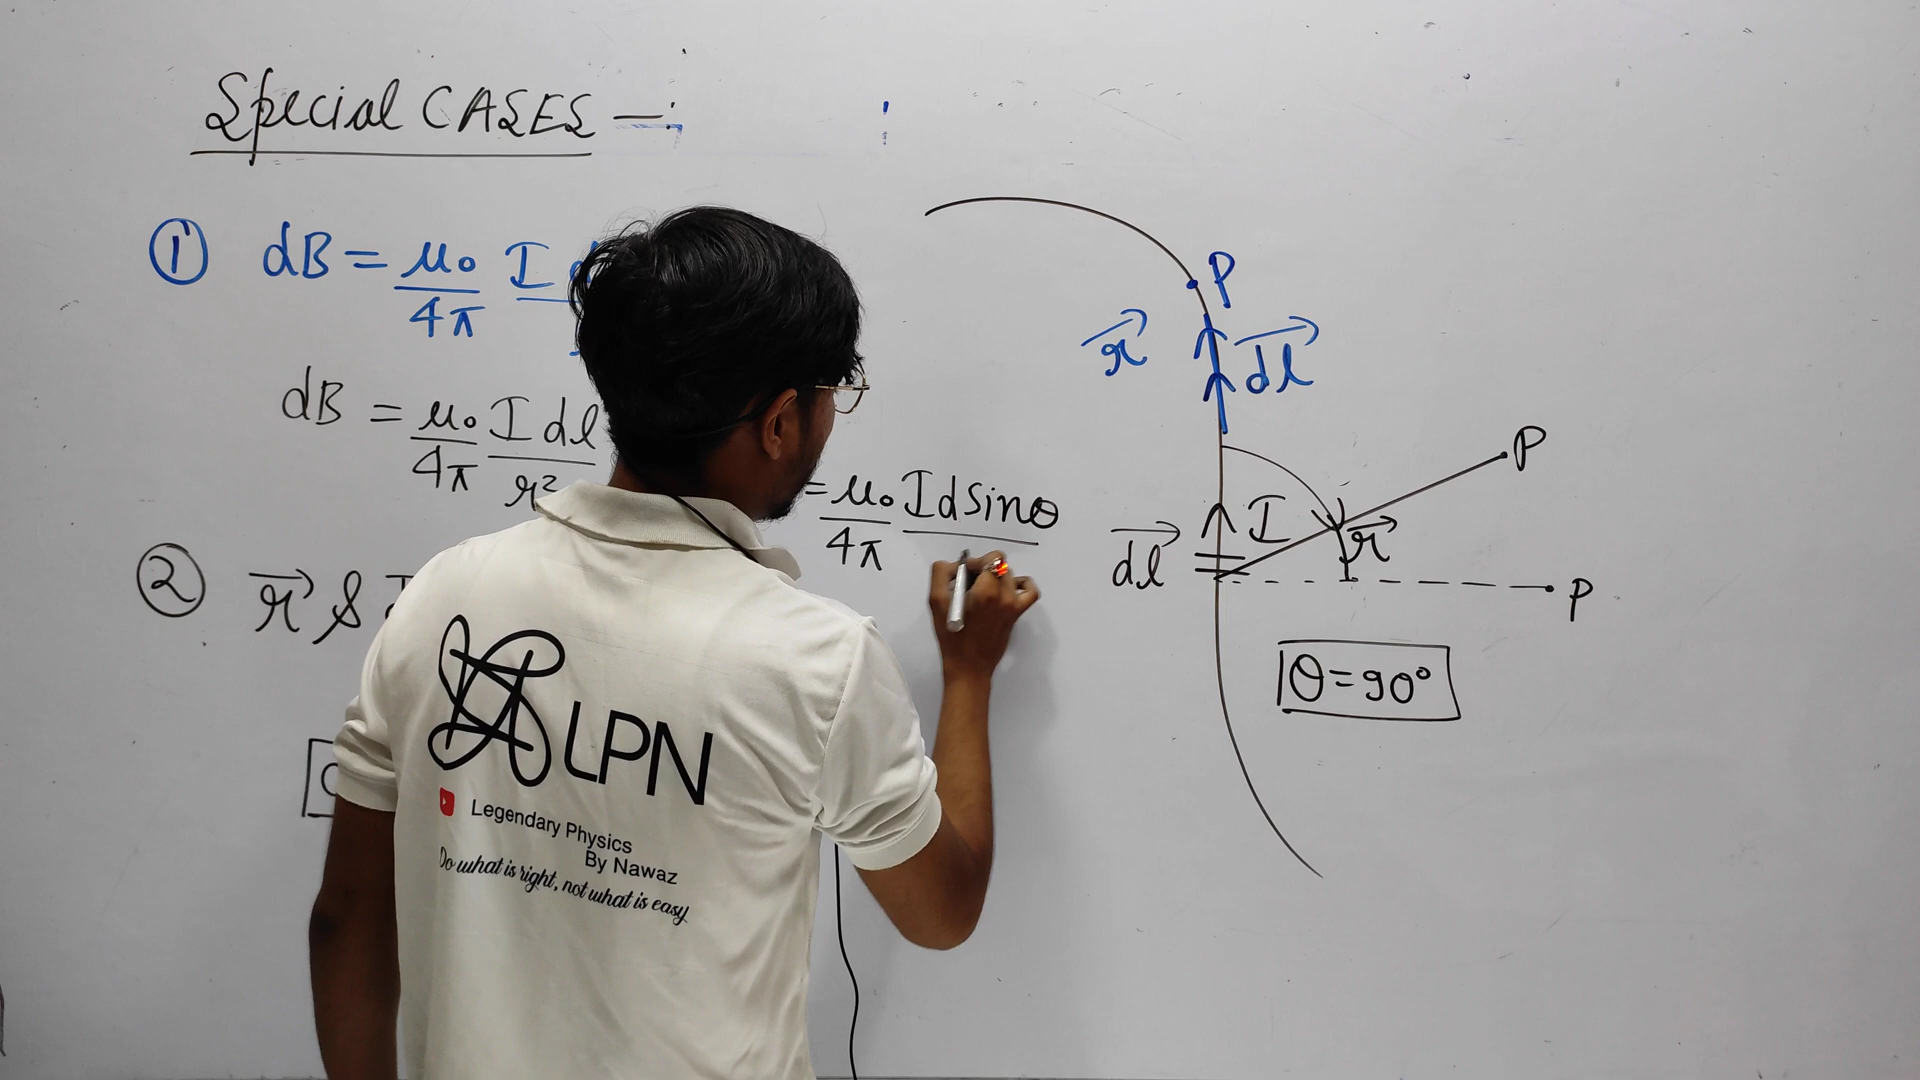 Special CASES —:
① dB = μ₀/4π I
dB = μ₀/4π I dl/r²
= μ₀/4π I d sinθ
② r⃗ &
P
r⃗ dl⃗
P
dl⃗ I r⃗
P
θ = 90°
LPN
Legendary Physics
By Nawaz
Do what is right, not what is easy